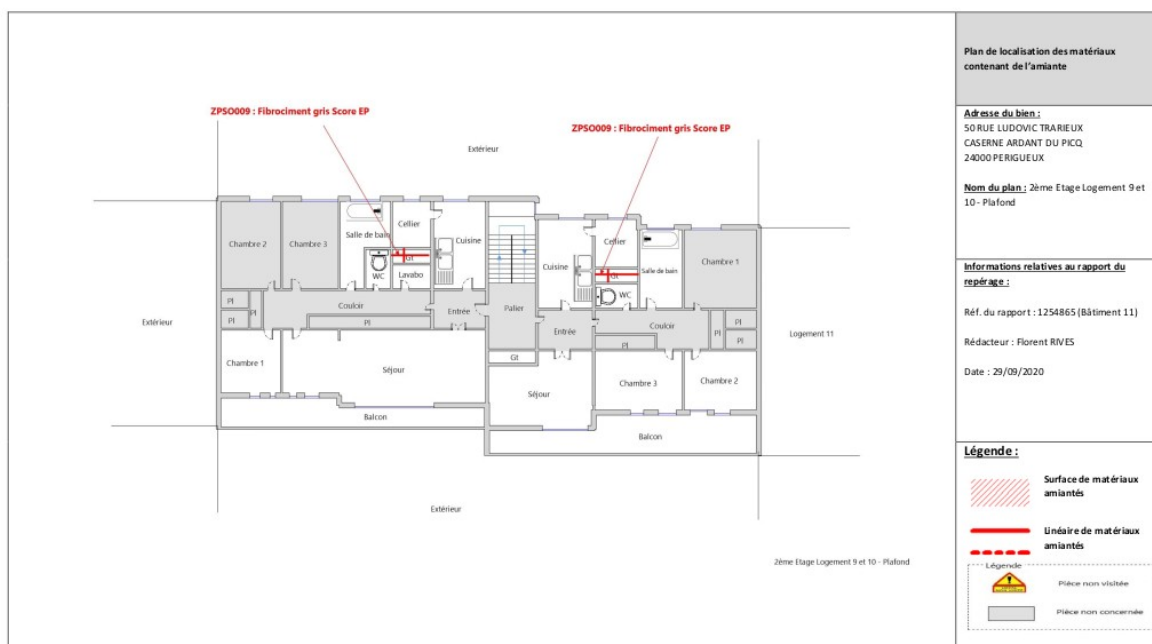 Plan de localisation des matériaux
contenant de l'amiante
Adresse du bien :
50 RUE LUDOVIC TRARIEUX
CASERNE ARDANT DU PICQ
24000 PERIGUEUX
Nom du plan : 2ème Etage Logement 9 et
10 - Plafond
Informations relatives au rapport du
repérage :
Réf. du rapport : 1254865 (Bâtiment 11)
Rédacteur : Florent RIVES
Date : 29/09/2020
Légende :
Surface de matériaux
amiantés
Linéaire de matériaux
amiantés
Légende
Pièce non visitée
Pièce non concernée
ZPSO009 : Fibrociment gris Score EP
ZPSO009 : Fibrociment gris Score EP
Extérieur
Chambre 2
Chambre 3
Salle de bain
Cellier
Cuisine
Gt
WC
Lavabo
Cuisine
Cellier
Gt
Salle de bain
WC
Chambre 1
Pl
Pl
Pl
Couloir
Pl
Entrée
Palier
Entrée
Couloir
Pl
Pl
Pl
Pl
Extérieur
Logement 11
Chambre 1
Séjour
Gt
Séjour
Chambre 3
Chambre 2
Balcon
Balcon
Extérieur
2ème Etage Logement 9 et 10 - Plafond